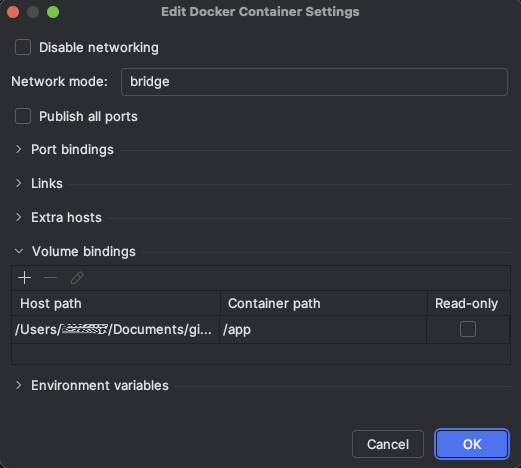 Edit Docker Container Settings
Disable networking
Network mode: bridge
Publish all ports
Port bindings
Links
Extra hosts
Volume bindings
Host path Container path Read-only
/Users/ /Documents/gi... /app
Environment variables
Cancel OK